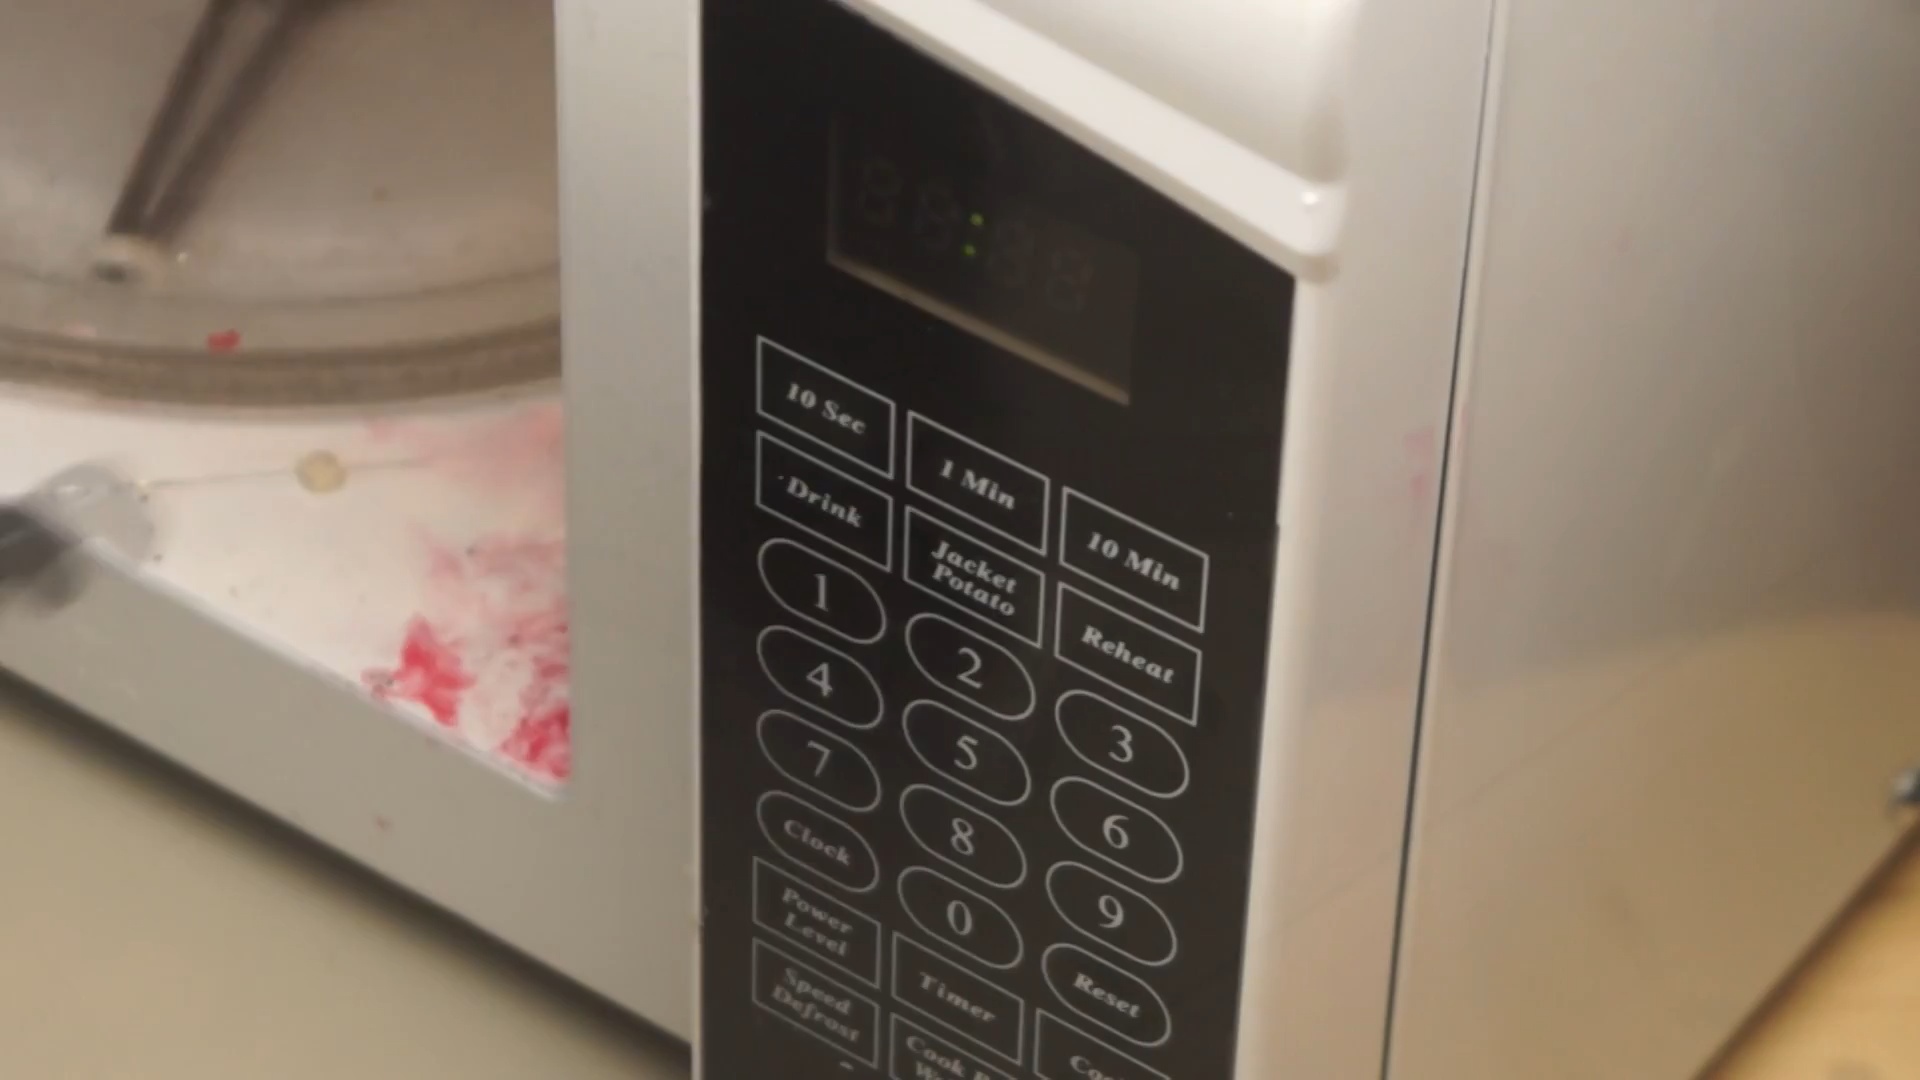 10 Sec
1 Min
10 Min
Drink
Jacket
Potato
Reheat
1
2
3
4
5
6
7
8
9
Clock
0
Reset
Power
Level
Timer
Speed
Defrost
Cook